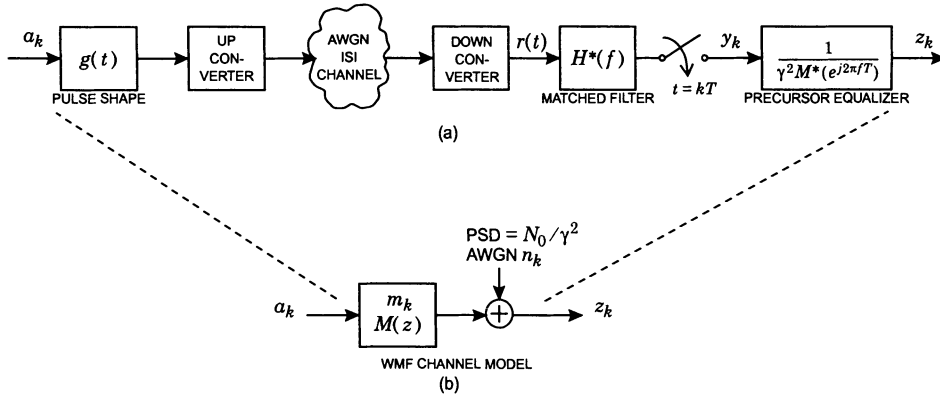 a_k
g(t)
PULSE SHAPE
UP
CON-
VERTER
AWGN
ISI
CHANNEL
DOWN
CON-
VERTER
r(t)
H*(f)
MATCHED FILTER
t = kT
y_k
1
γ²M*(e^{j2πfT})
PRECURSOR EQUALIZER
z_k
(a)
PSD = N₀/γ²
AWGN n_k
a_k
m_k
M(z)
+
z_k
WMF CHANNEL MODEL
(b)